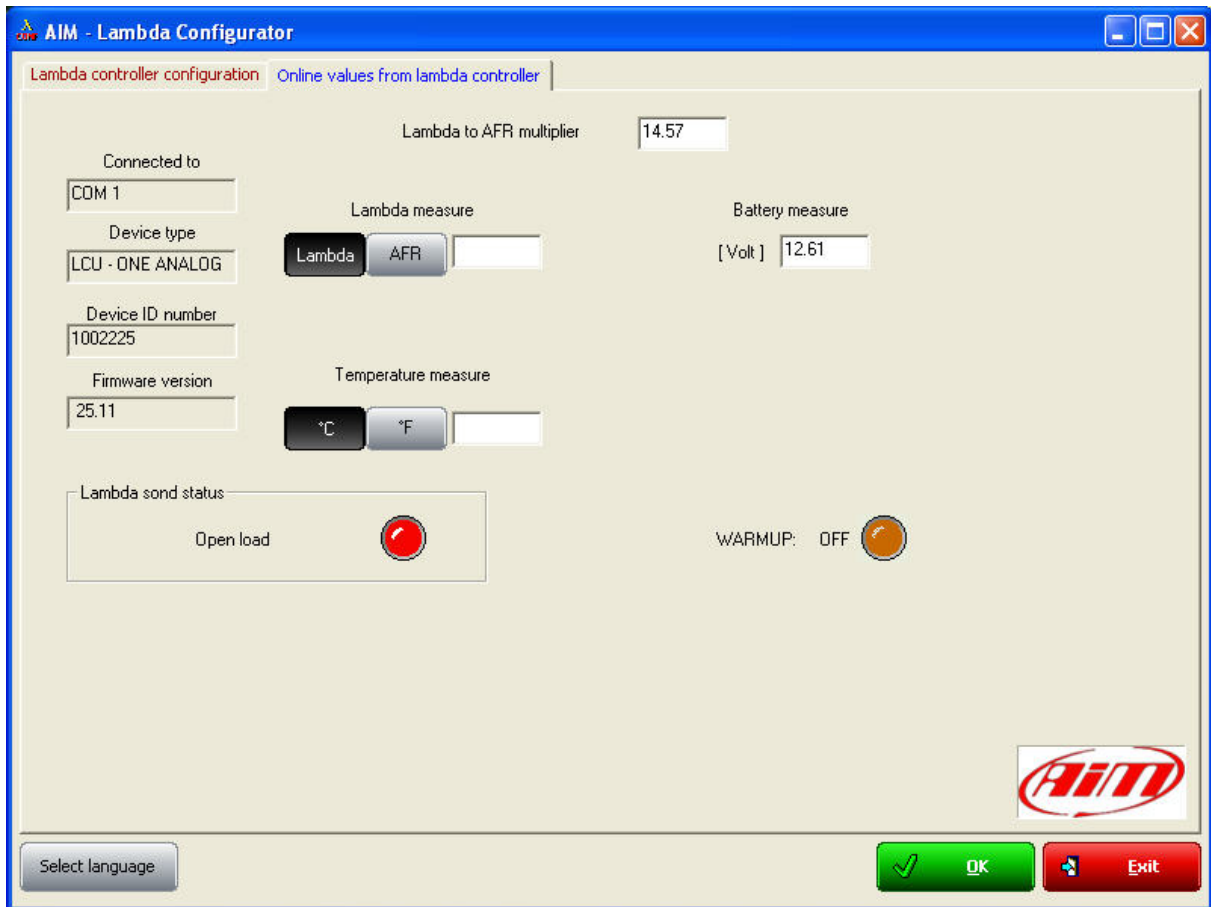 AIM - Lambda Configurator
Lambda controller configuration
Online values from lambda controller
Lambda to AFR multiplier 14.57
Connected to
COM 1
Device type
LCU - ONE ANALOG
Device ID number
1002225
Firmware version
25.11
Lambda measure
Lambda AFR
Battery measure
[ Volt ] 12.61
Temperature measure
°C °F
Lambda sond status
Open load
WARMUP: OFF
AiM
Select language
OK
Exit